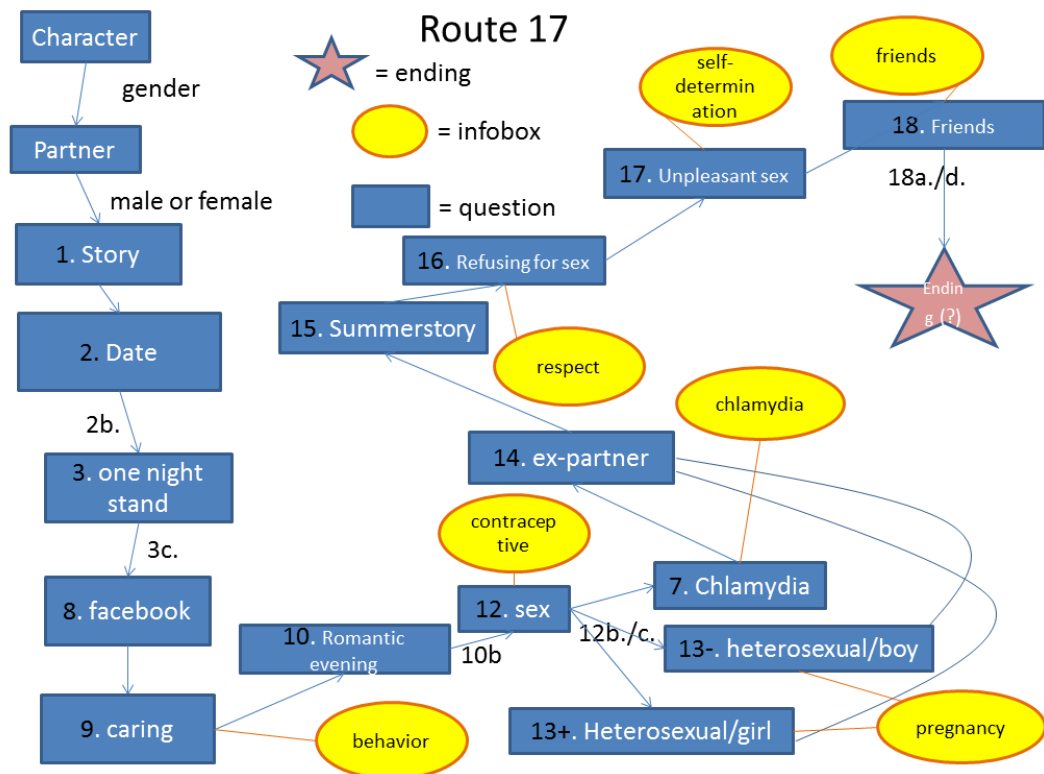 Route 17
= ending
= infobox
= question
Character
gender
Partner
male or female
1. Story
2. Date
2b.
3. one night
stand
3c.
8. facebook
9. caring
behavior
10. Romantic
evening
10b
12. sex
contracep
tive
12b./c.
7. Chlamydia
chlamydia
13-. heterosexual/boy
13+. Heterosexual/girl
pregnancy
14. ex-partner
15. Summerstory
16. Refusing for sex
respect
17. Unpleasant sex
self-
determin
ation
18. Friends
friends
18a./d.
Endin
g (?)